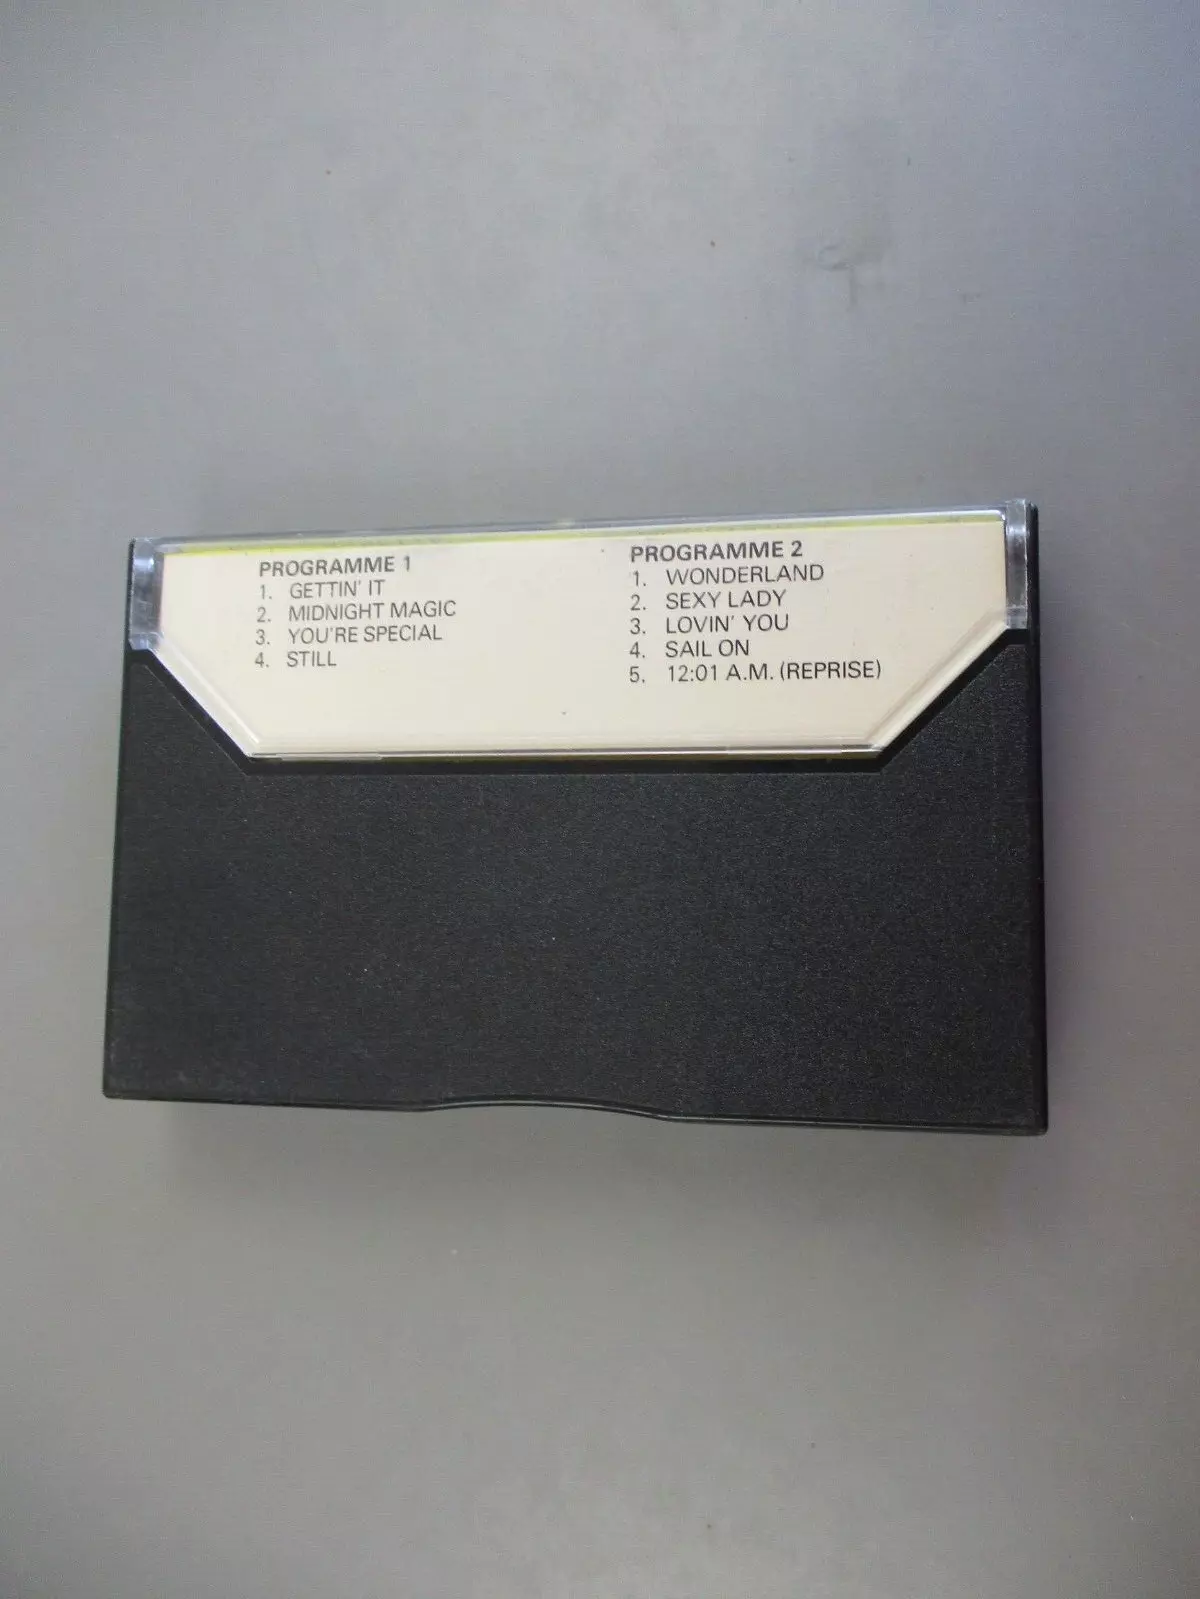 PROGRAMME 1
1. GETTIN' IT
2. MIDNIGHT MAGIC
3. YOU'RE SPECIAL
4. STILL
PROGRAMME 2
1. WONDERLAND
2. SEXY LADY
3. LOVIN' YOU
4. SAIL ON
5. 12:01 A.M. (REPRISE)